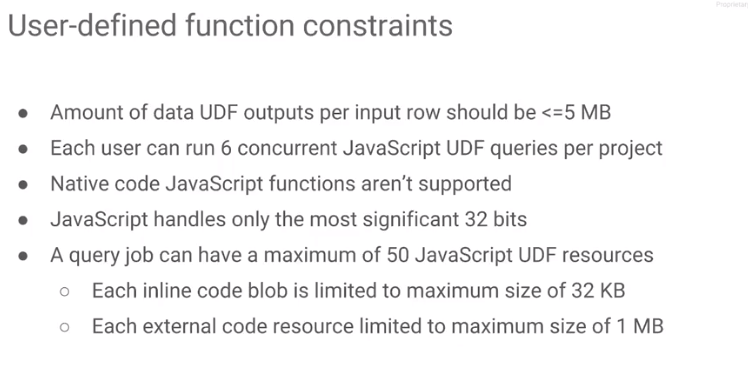 User-defined function constraints
● Amount of data UDF outputs per input row should be <=5 MB
● Each user can run 6 concurrent JavaScript UDF queries per project
● Native code JavaScript functions aren't supported
● JavaScript handles only the most significant 32 bits
● A query job can have a maximum of 50 JavaScript UDF resources
○ Each inline code blob is limited to maximum size of 32 KB
○ Each external code resource limited to maximum size of 1 MB